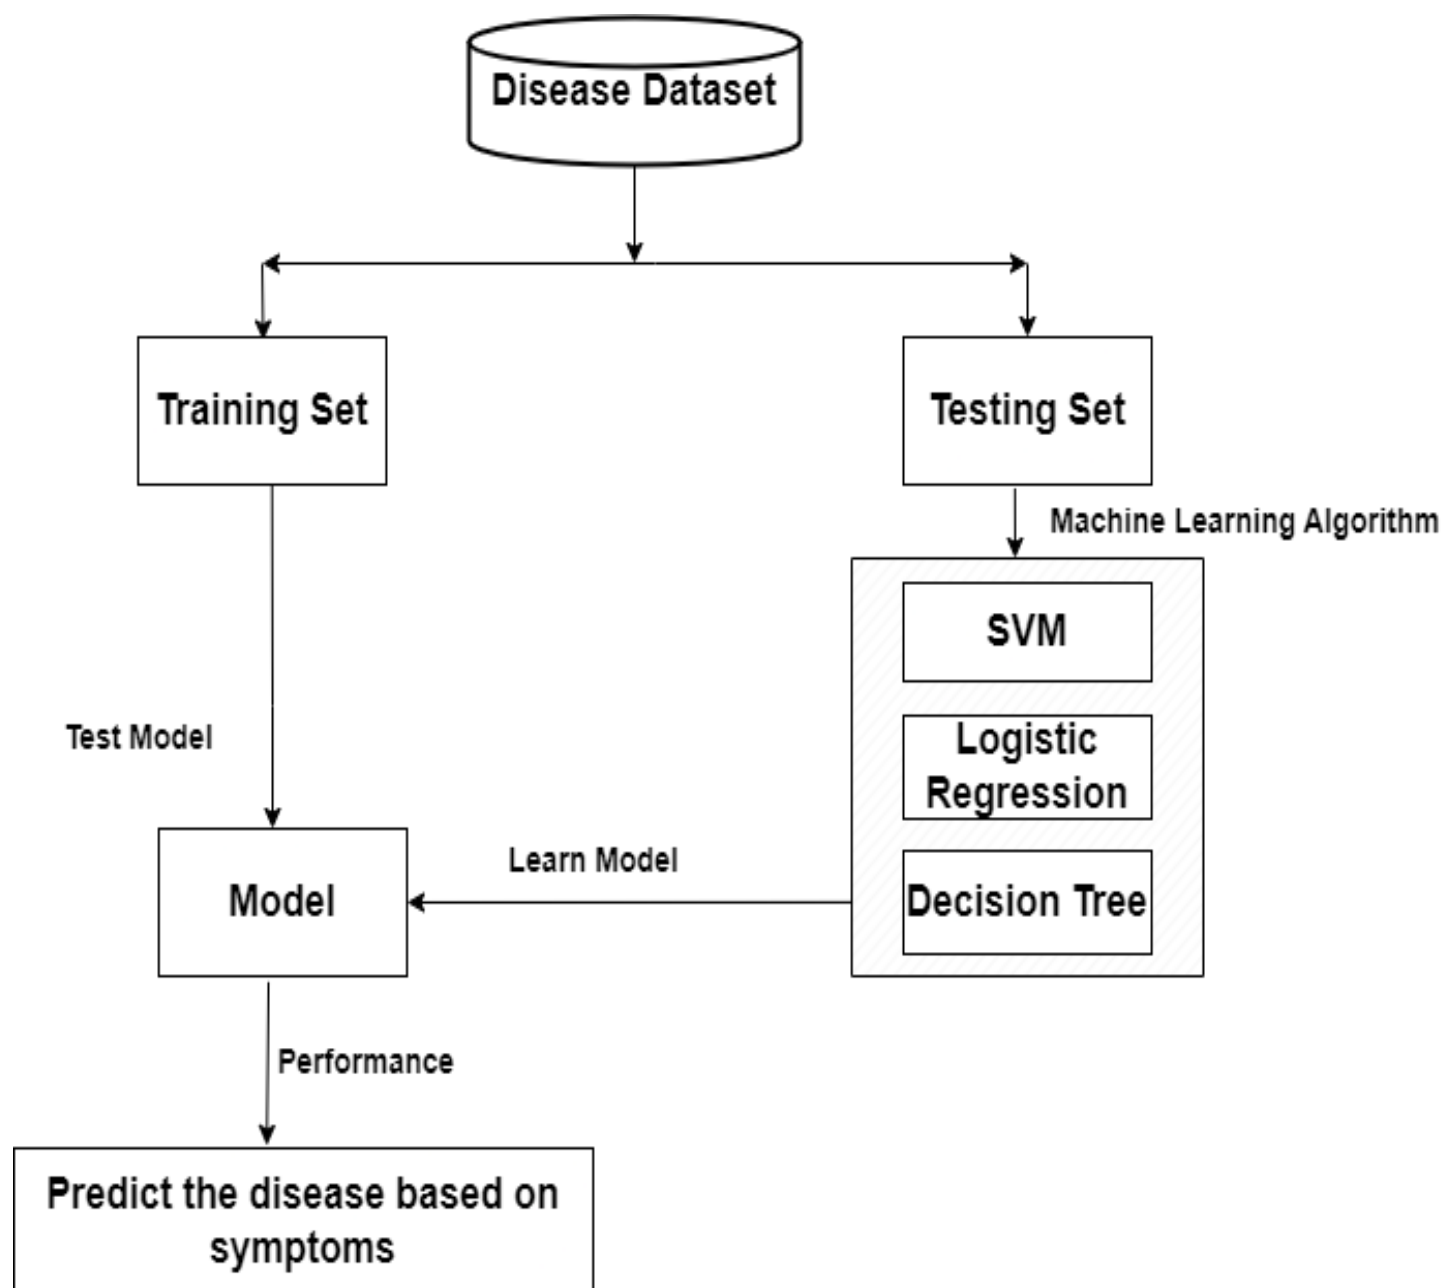 Disease Dataset
Training Set
Testing Set
Machine Learning Algorithm
SVM
Logistic
Regression
Test Model
Learn Model
Model
Decision Tree
Performance
Predict the disease based on
symptoms